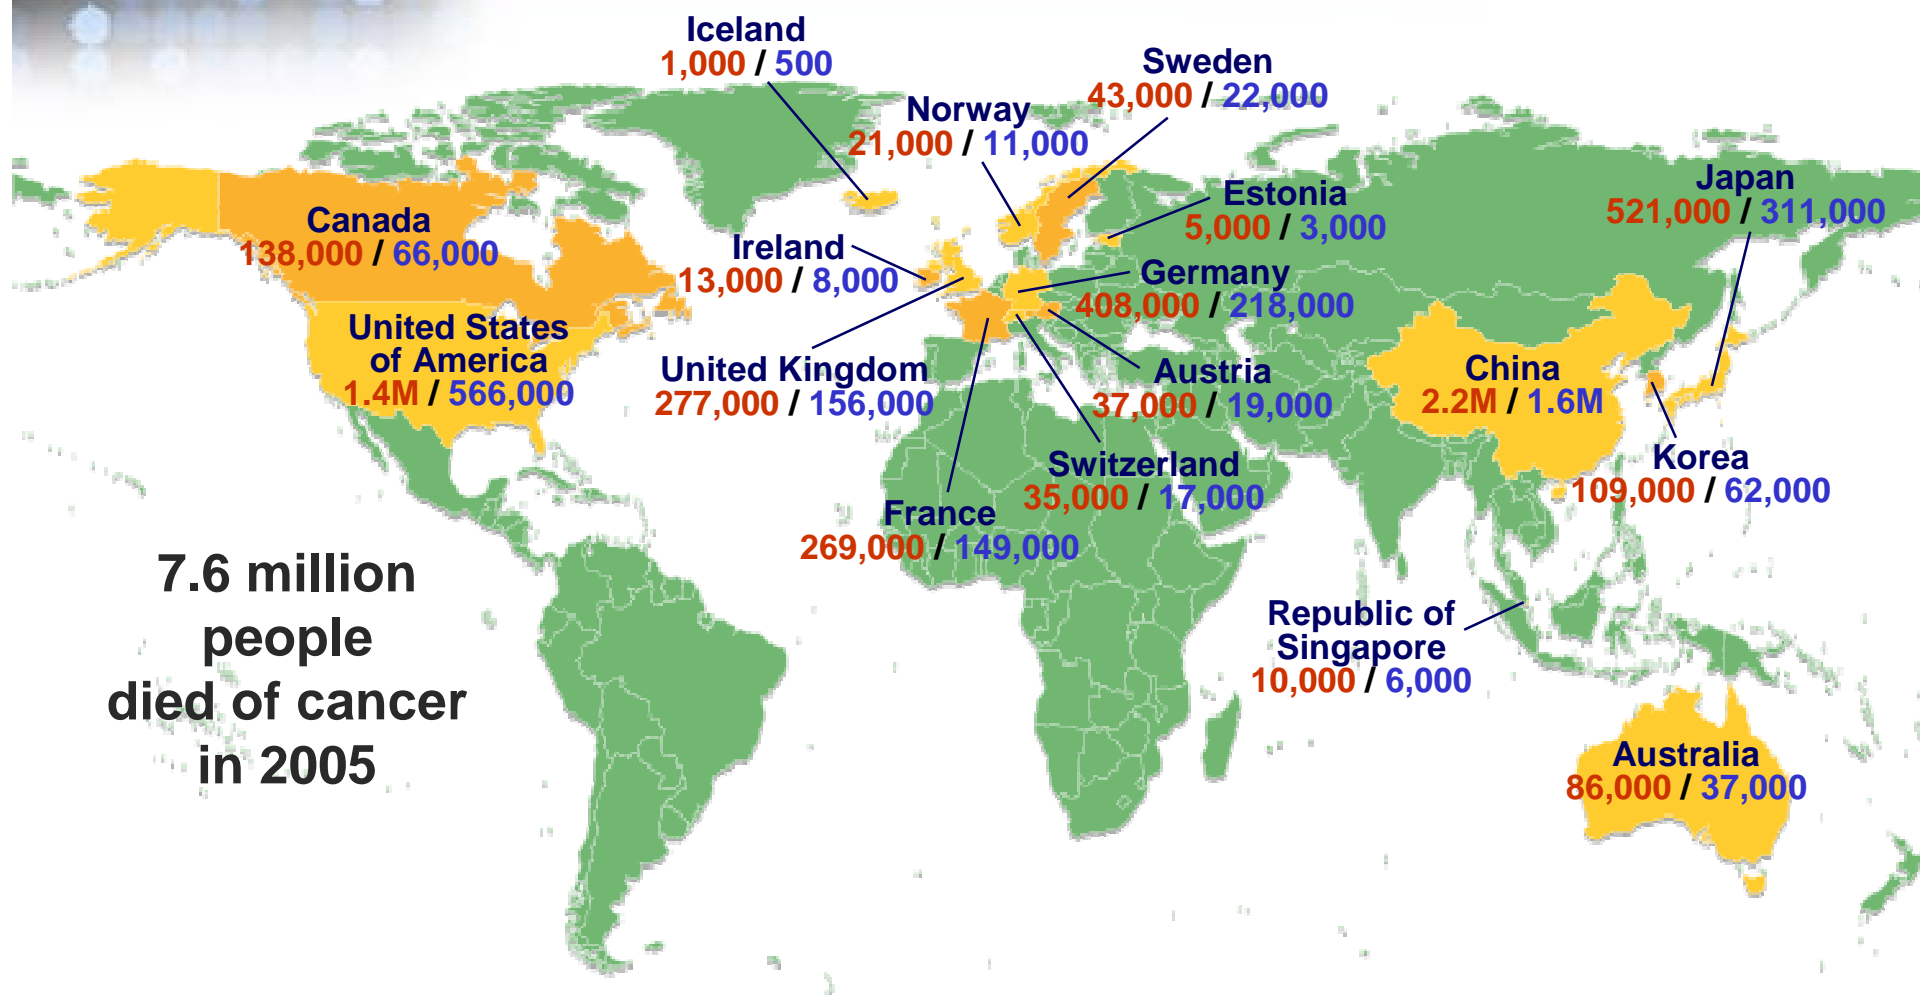 Iceland
1,000 / 500
Sweden
43,000 / 22,000
Norway
21,000 / 11,000
Estonia
5,000 / 3,000
Japan
521,000 / 311,000
Canada
138,000 / 66,000
Ireland
13,000 / 8,000
Germany
408,000 / 218,000
United States
of America
1.4M / 566,000
United Kingdom
277,000 / 156,000
Austria
37,000 / 19,000
China
2.2M / 1.6M
Switzerland
35,000 / 17,000
Korea
109,000 / 62,000
France
269,000 / 149,000
7.6 million
people
died of cancer
in 2005
Republic of
Singapore
10,000 / 6,000
Australia
86,000 / 37,000